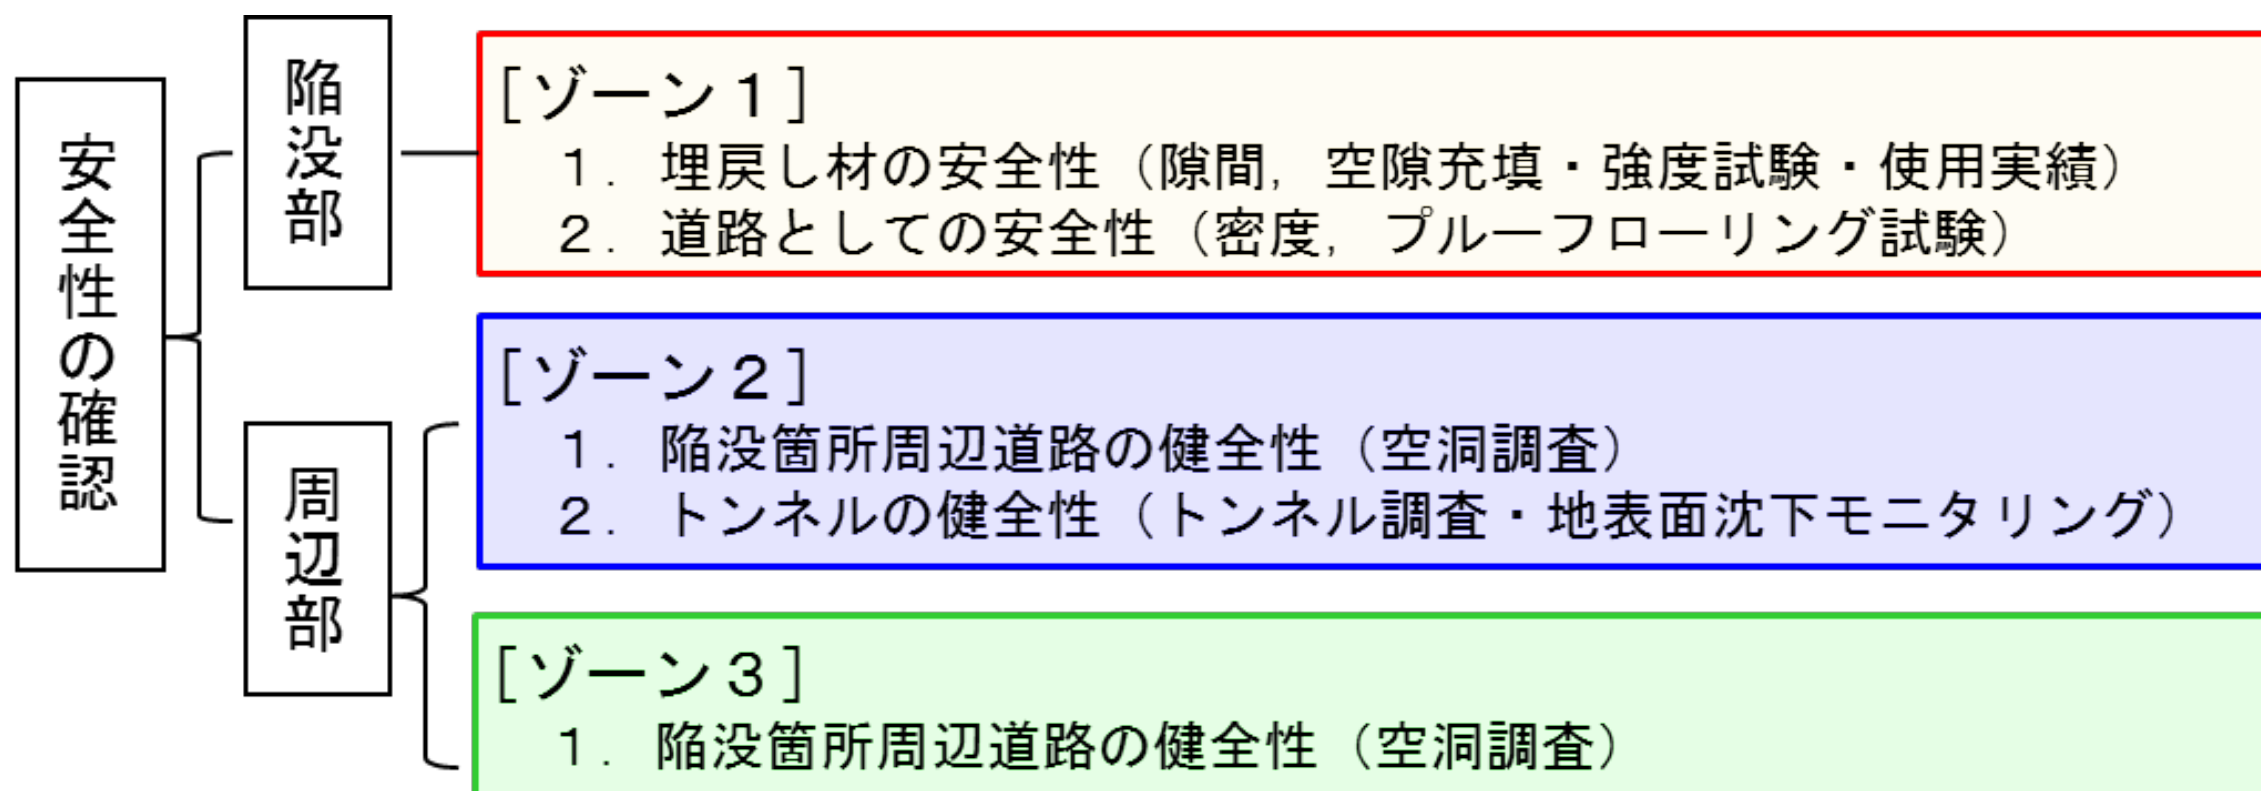 安全性の確認
陥没部
［ゾーン１］
１．埋戻し材の安全性（隙間，空隙充填・強度試験・使用実績）
２．道路としての安全性（密度，プルーフローリング試験）
周辺部
［ゾーン２］
１．陥没箇所周辺道路の健全性（空洞調査）
２．トンネルの健全性（トンネル調査・地表面沈下モニタリング）
［ゾーン３］
１．陥没箇所周辺道路の健全性（空洞調査）